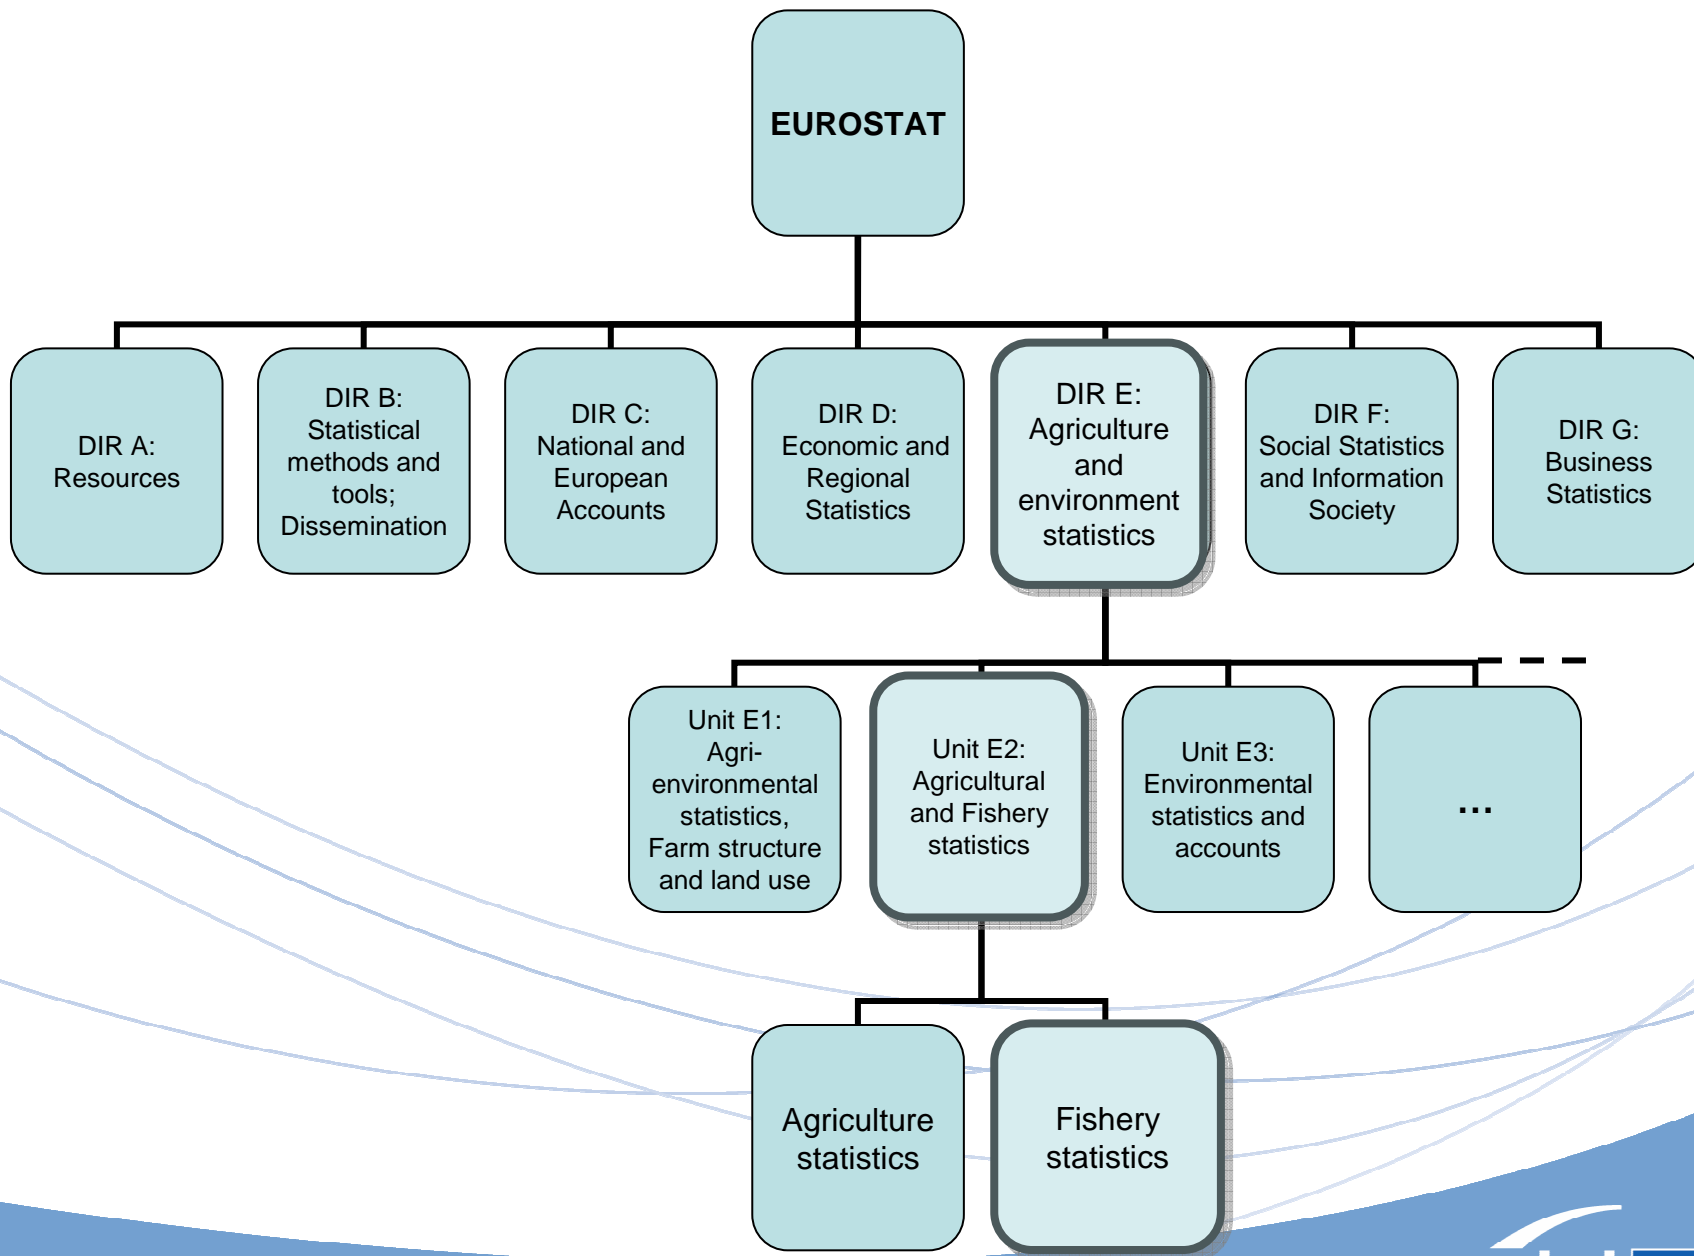 EUROSTAT
DIR A:
Resources
DIR B:
Statistical
methods and
tools;
Dissemination
DIR C:
National and
European
Accounts
DIR D:
Economic and
Regional
Statistics
DIR E:
Agriculture
and
environment
statistics
DIR F:
Social Statistics
and Information
Society
DIR G:
Business
Statistics
Unit E1:
Agri-
environmental
statistics,
Farm structure
and land use
Unit E2:
Agricultural
and Fishery
statistics
Unit E3:
Environmental
statistics and
accounts
...
Agriculture
statistics
Fishery
statistics